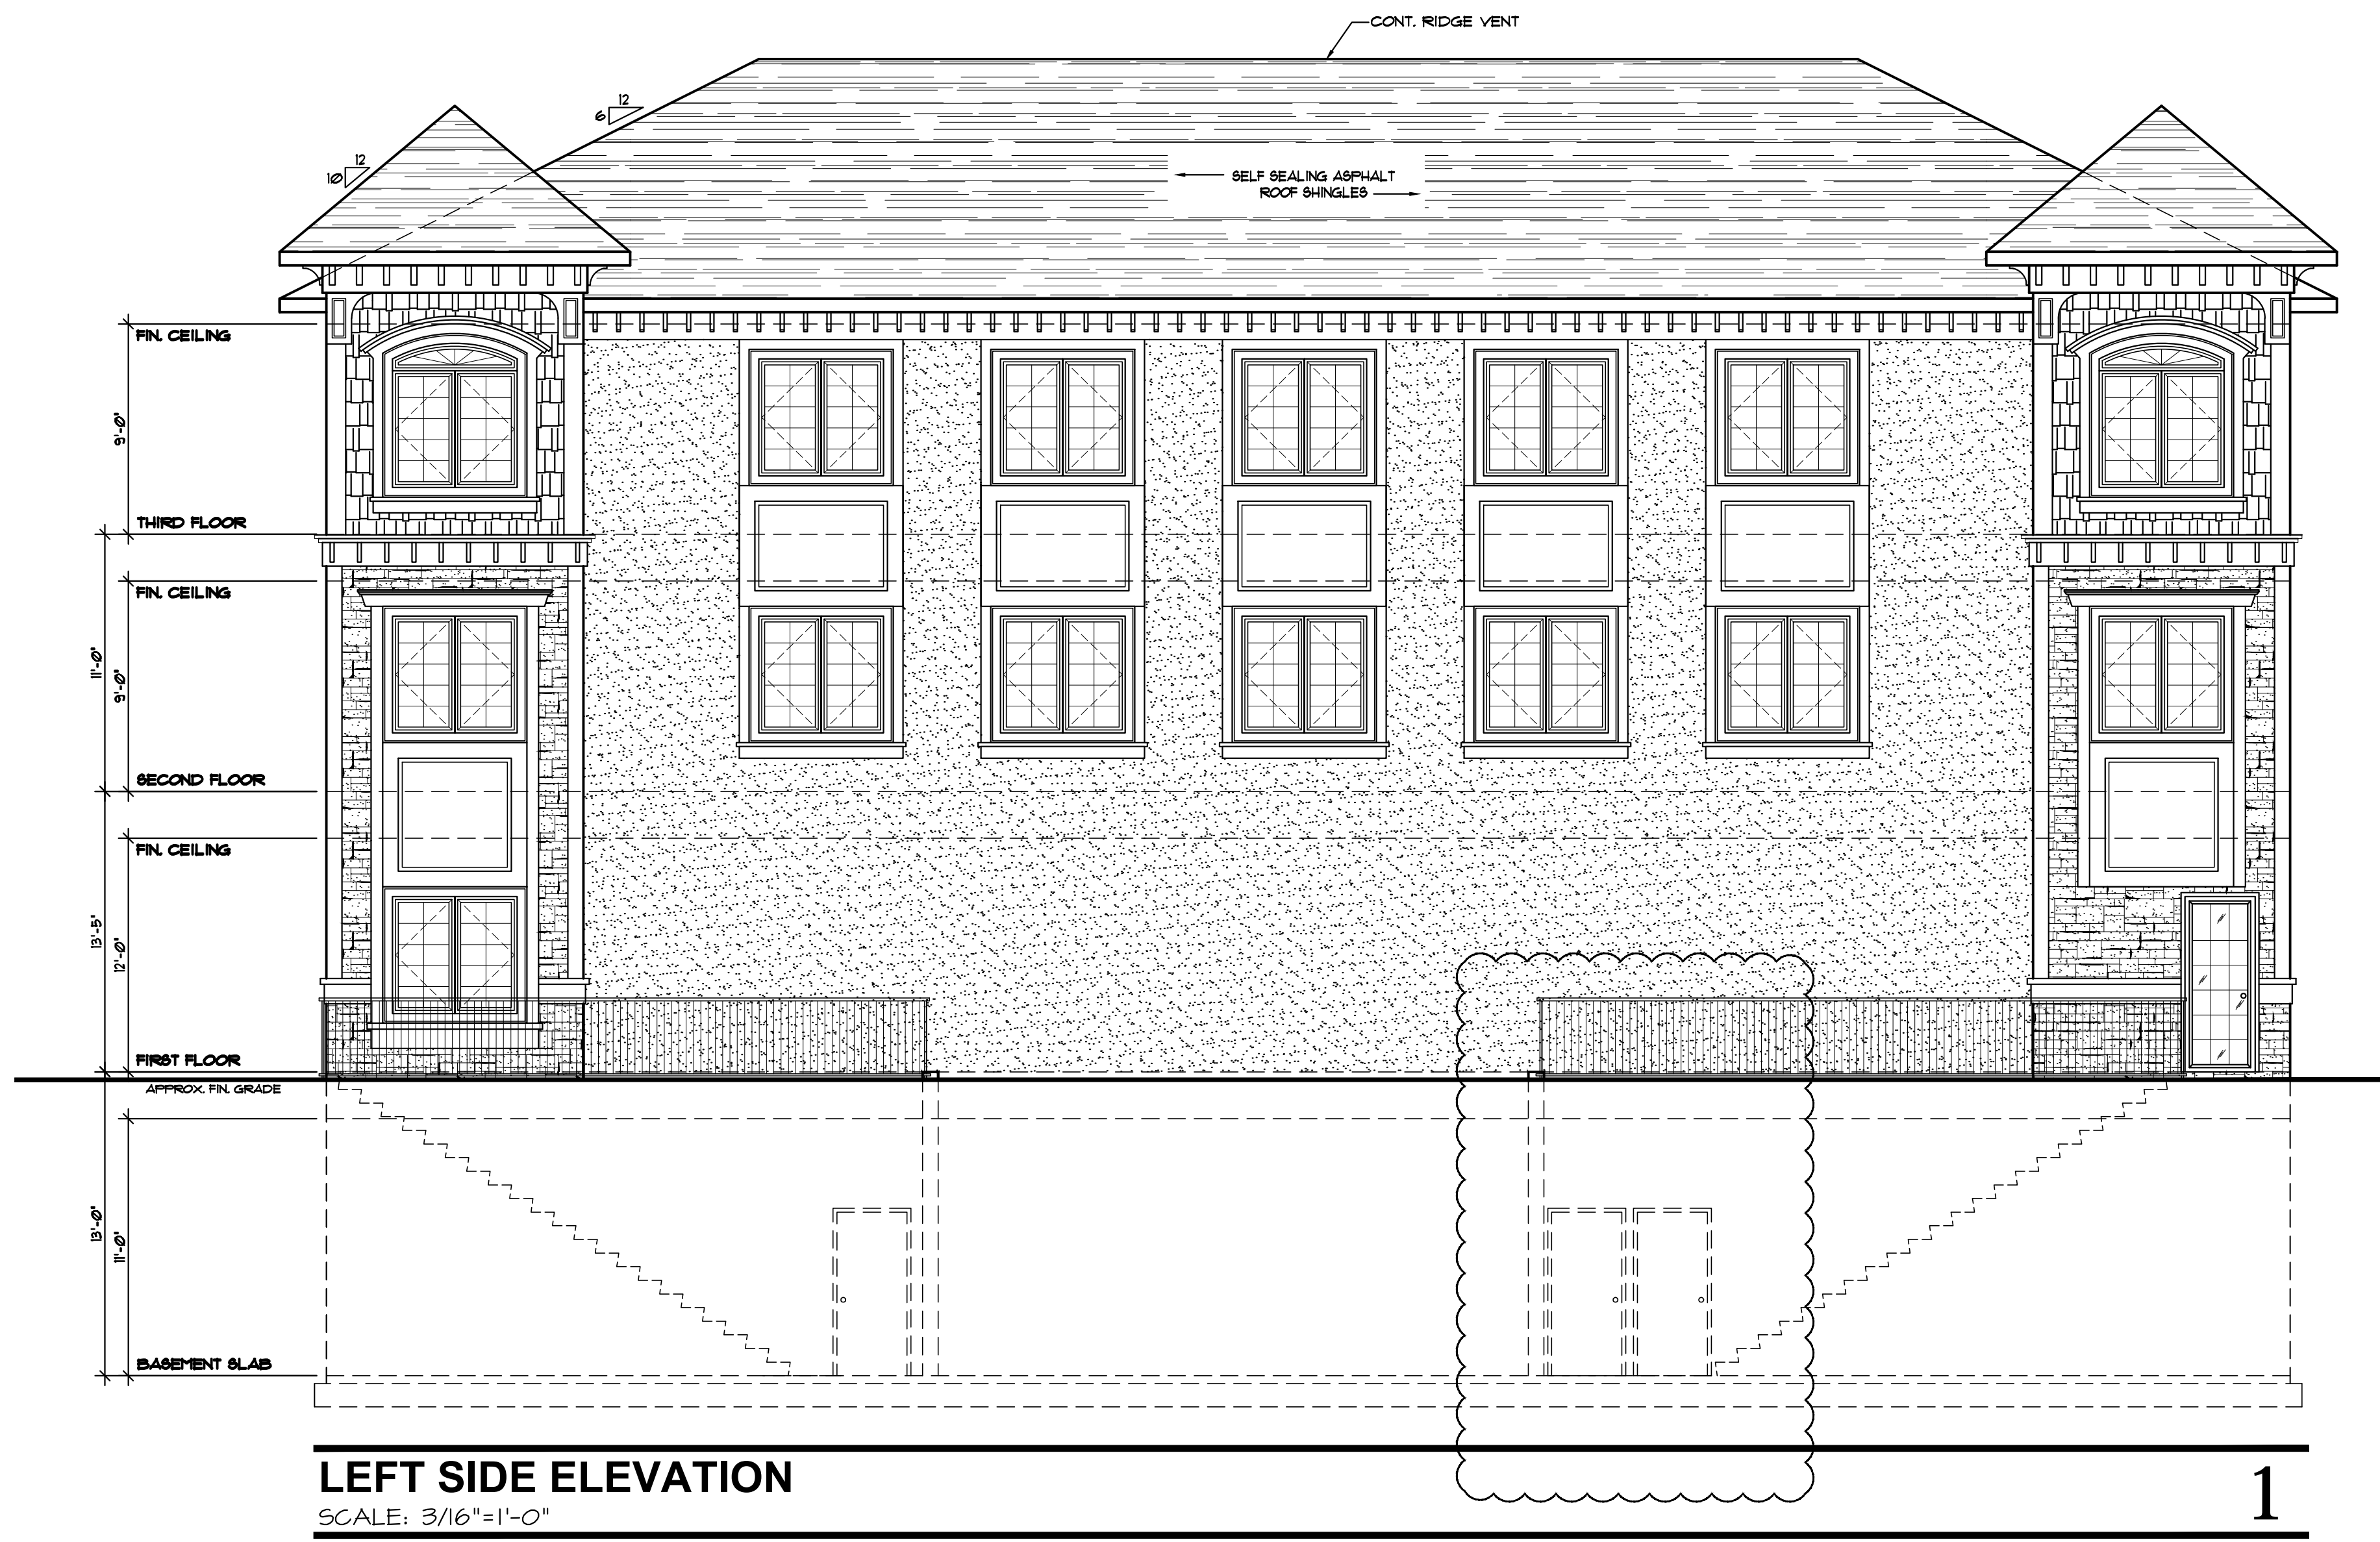 CONT. RIDGE VENT
12
6
12
10
SELF SEALING ASPHALT
ROOF SHINGLES
FIN. CEILING
9'-0"
THIRD FLOOR
FIN. CEILING
11'-0"
9'-0"
SECOND FLOOR
FIN. CEILING
13'-5"
12'-0"
FIRST FLOOR
APPROX. FIN. GRADE
13'-0"
11'-0"
BASEMENT SLAB
LEFT SIDE ELEVATION
1
SCALE: 3/16"=1'-0"